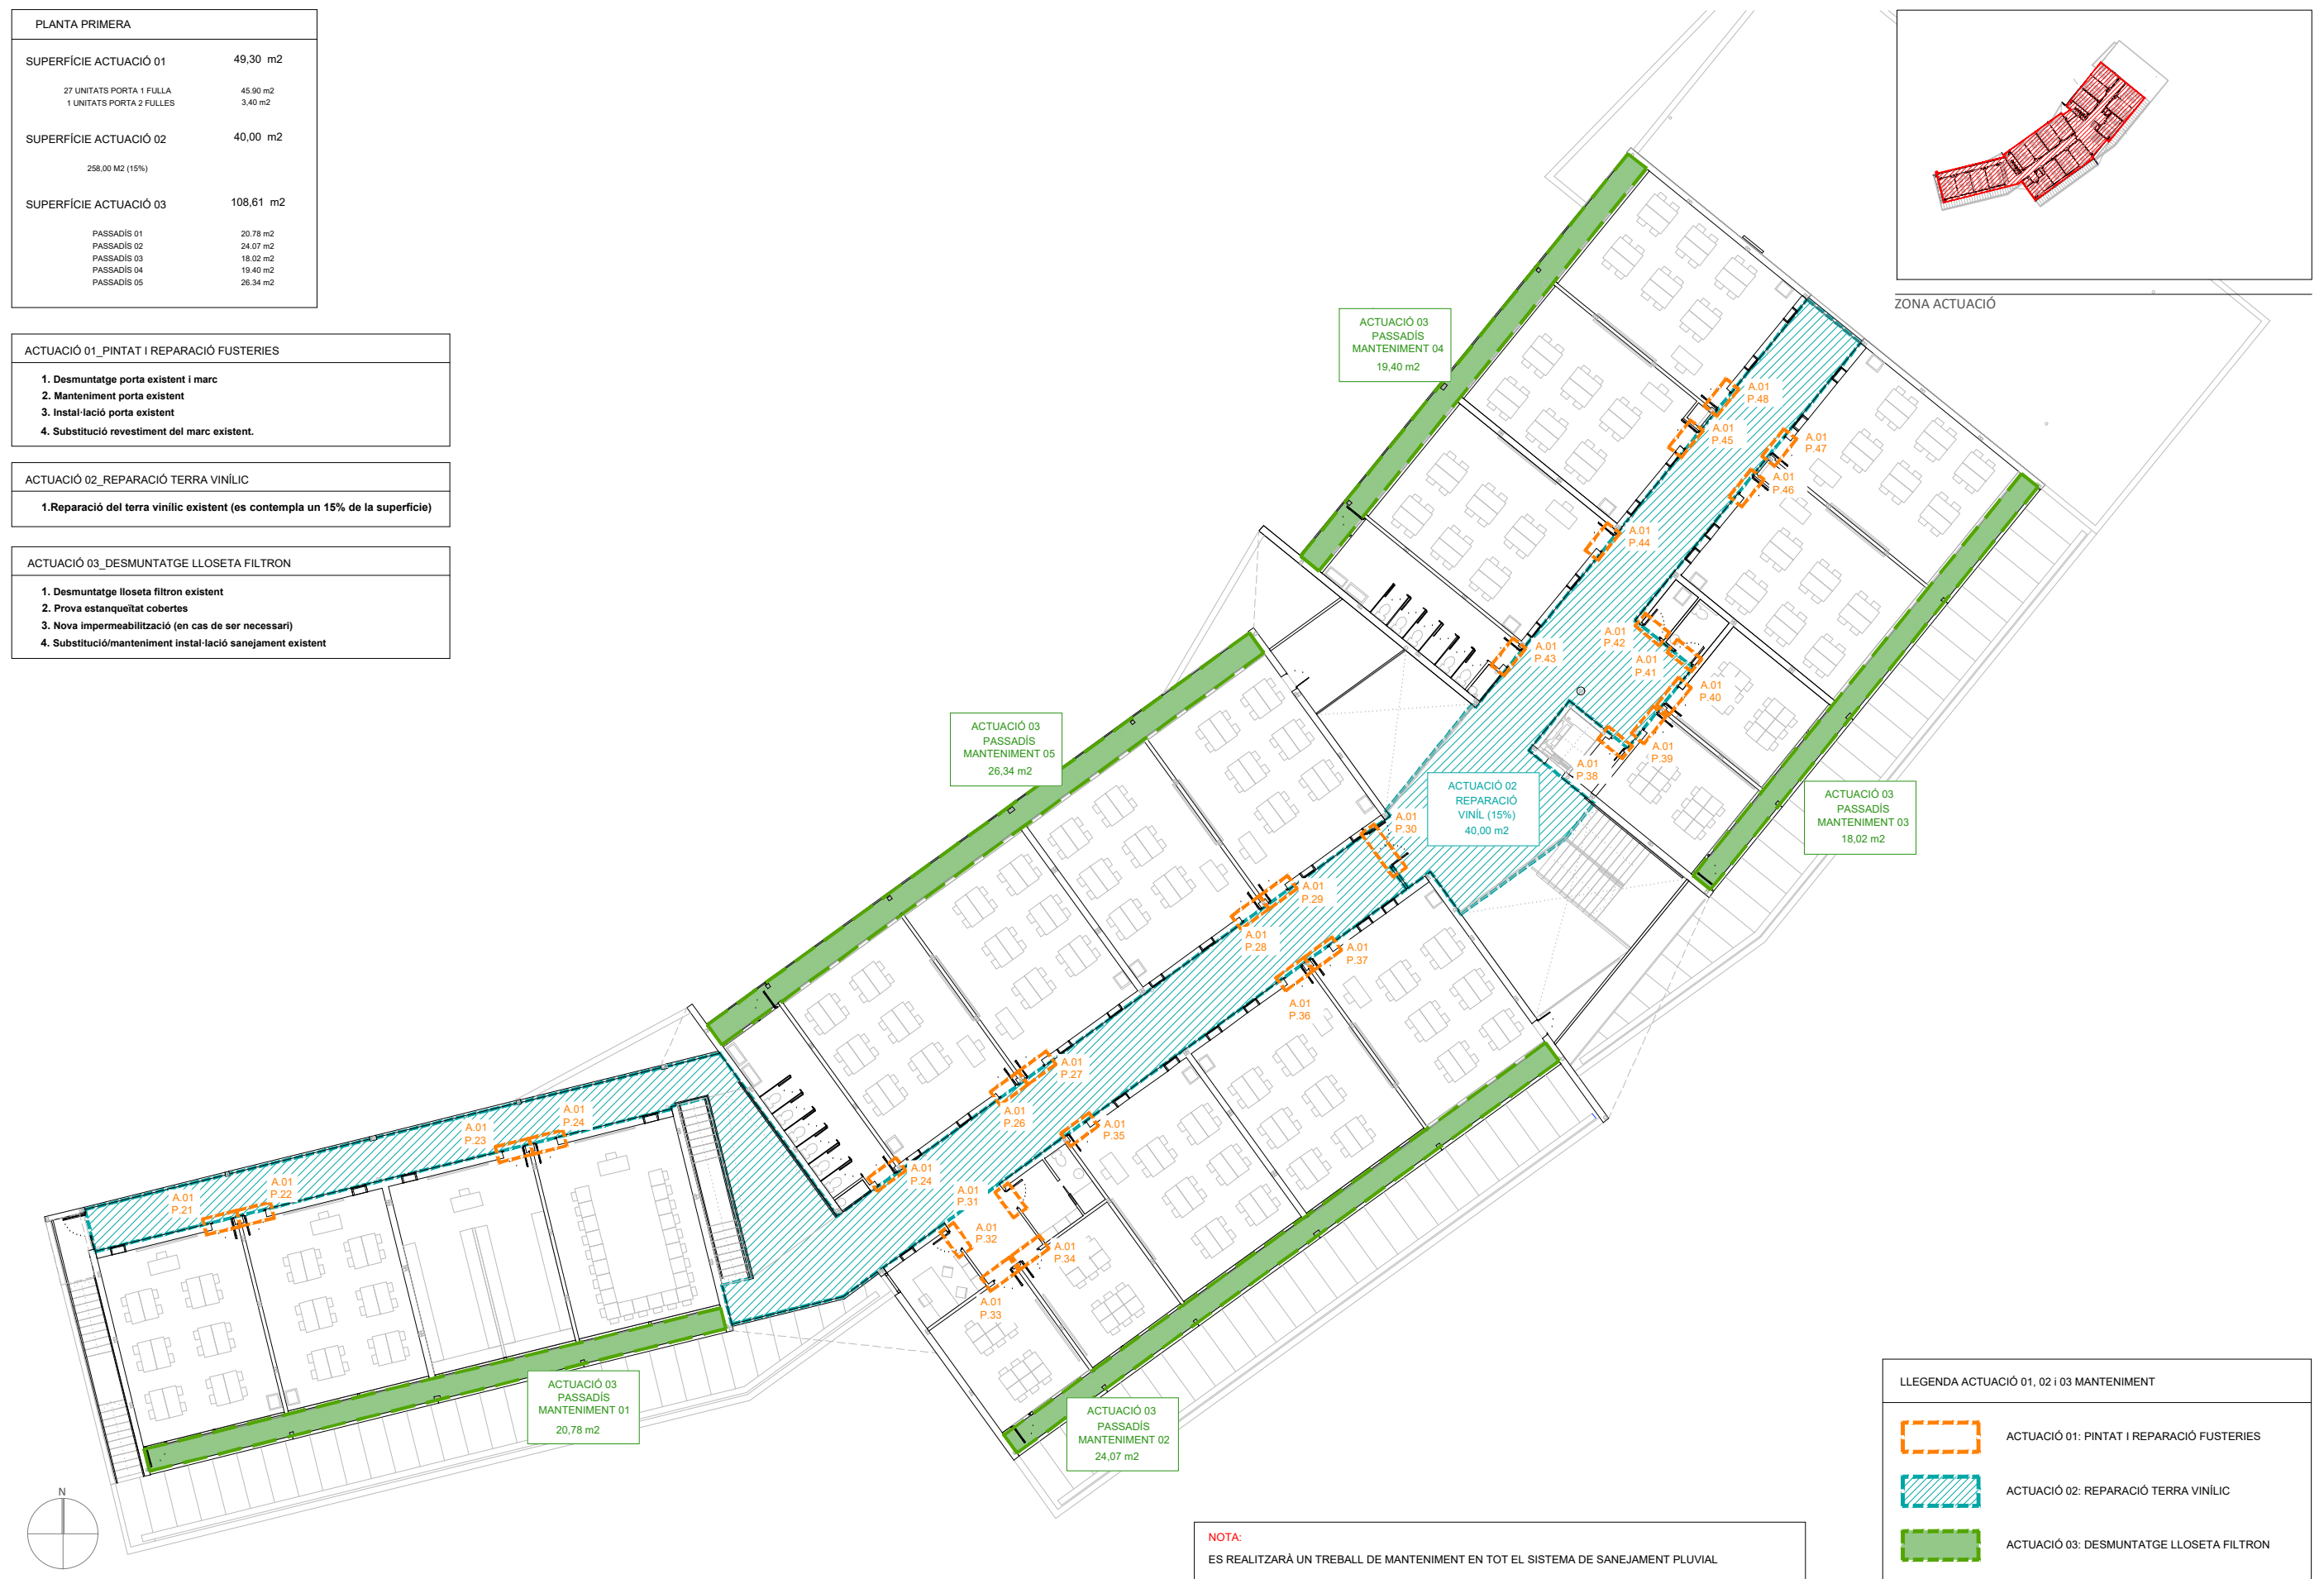 PLANTA PRIMERA
SUPERFÍCIE ACTUACIÓ 01 49,30 m2
27 UNITATS PORTA 1 FULLA 45.90 m2
1 UNITATS PORTA 2 FULLES 3,40 m2
SUPERFÍCIE ACTUACIÓ 02 40,00 m2
258,00 M2 (15%)
SUPERFÍCIE ACTUACIÓ 03 108,61 m2
PASSADÍS 01 20.78 m2
PASSADÍS 02 24.07 m2
PASSADÍS 03 18.02 m2
PASSADÍS 04 19.40 m2
PASSADÍS 05 26.34 m2
ACTUACIÓ 01_PINTAT I REPARACIÓ FUSTERIES
1. Desmuntatge porta existent i marc
2. Manteniment porta existent
3. Instal·lació porta existent
4. Substitució revestiment del marc existent.
ACTUACIÓ 02_REPARACIÓ TERRA VINÍLIC
1.Reparació del terra vinílic existent (es contempla un 15% de la superfície)
ACTUACIÓ 03_DESMUNTATGE LLOSETA FILTRON
1. Desmuntatge lloseta filtron existent
2. Prova estanqueïtat cobertes
3. Nova impermeabilització (en cas de ser necessari)
4. Substitució/manteniment instal·lació sanejament existent
ZONA ACTUACIÓ
ACTUACIÓ 03
PASSADÍS
MANTENIMENT 04
19,40 m2
A.01
P.48
A.01
P.45
A.01
P.47
A.01
P.46
A.01
P.44
A.01
P.42
A.01
P.43
A.01
P.41
A.01
P.40
A.01
P.39
A.01
P.38
ACTUACIÓ 03
PASSADÍS
MANTENIMENT 05
26,34 m2
ACTUACIÓ 02
REPARACIÓ
VINÍL (15%)
40,00 m2
ACTUACIÓ 03
PASSADÍS
MANTENIMENT 03
18,02 m2
A.01
P.30
A.01
P.29
A.01
P.28
A.01
P.37
A.01
P.36
A.01
P.27
A.01
P.26
A.01
P.35
A.01
P.24
A.01
P.23
A.01
P.24
A.01
P.22
A.01
P.21
A.01
P.31
A.01
P.32
A.01
P.34
A.01
P.33
ACTUACIÓ 03
PASSADÍS
MANTENIMENT 01
20,78 m2
ACTUACIÓ 03
PASSADÍS
MANTENIMENT 02
24,07 m2
N
NOTA:
ES REALITZARÀ UN TREBALL DE MANTENIMENT EN TOT EL SISTEMA DE SANEJAMENT PLUVIAL
LLEGENDA ACTUACIÓ 01, 02 i 03 MANTENIMENT
ACTUACIÓ 01: PINTAT I REPARACIÓ FUSTERIES
ACTUACIÓ 02: REPARACIÓ TERRA VINÍLIC
ACTUACIÓ 03: DESMUNTATGE LLOSETA FILTRON